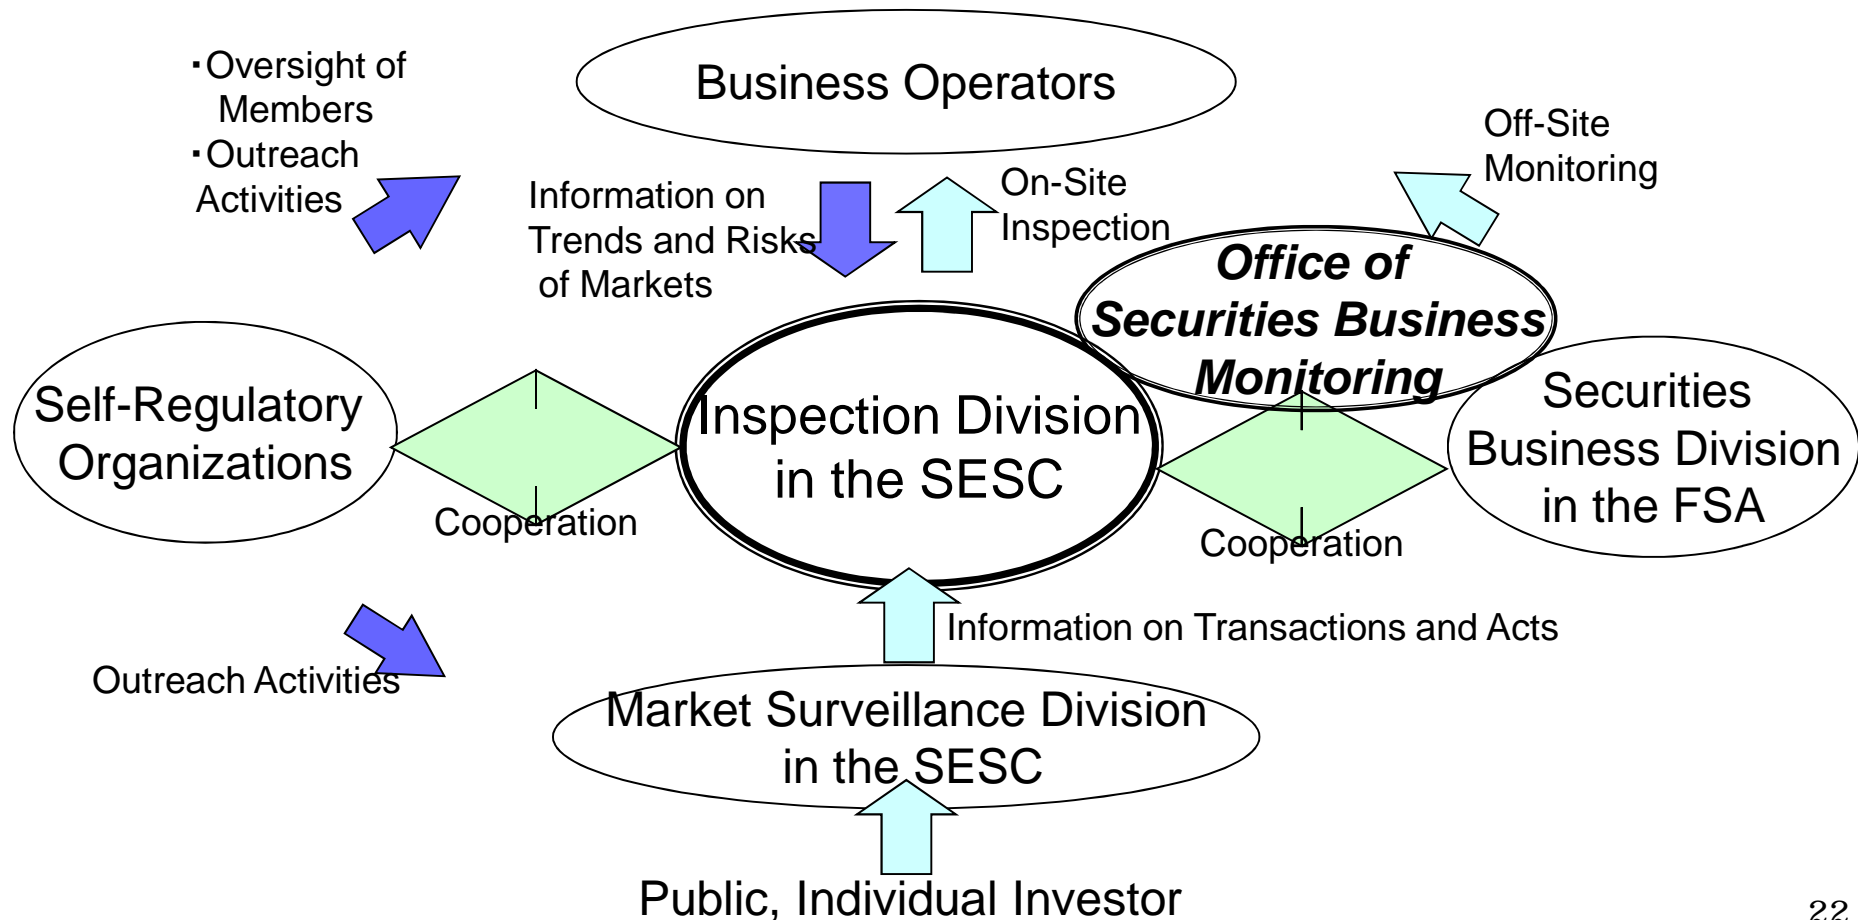 ・Oversight of
Members
・Outreach
Activities
Business Operators
Off-Site
Monitoring
Information on
Trends and Risks
of Markets
On-Site
Inspection
Office of
Securities Business
Monitoring
Self-Regulatory
Organizations
Cooperation
Inspection Division
in the SESC
Cooperation
Securities
Business Division
in the FSA
Information on Transactions and Acts
Outreach Activities
Market Surveillance Division
in the SESC
Public, Individual Investor
22